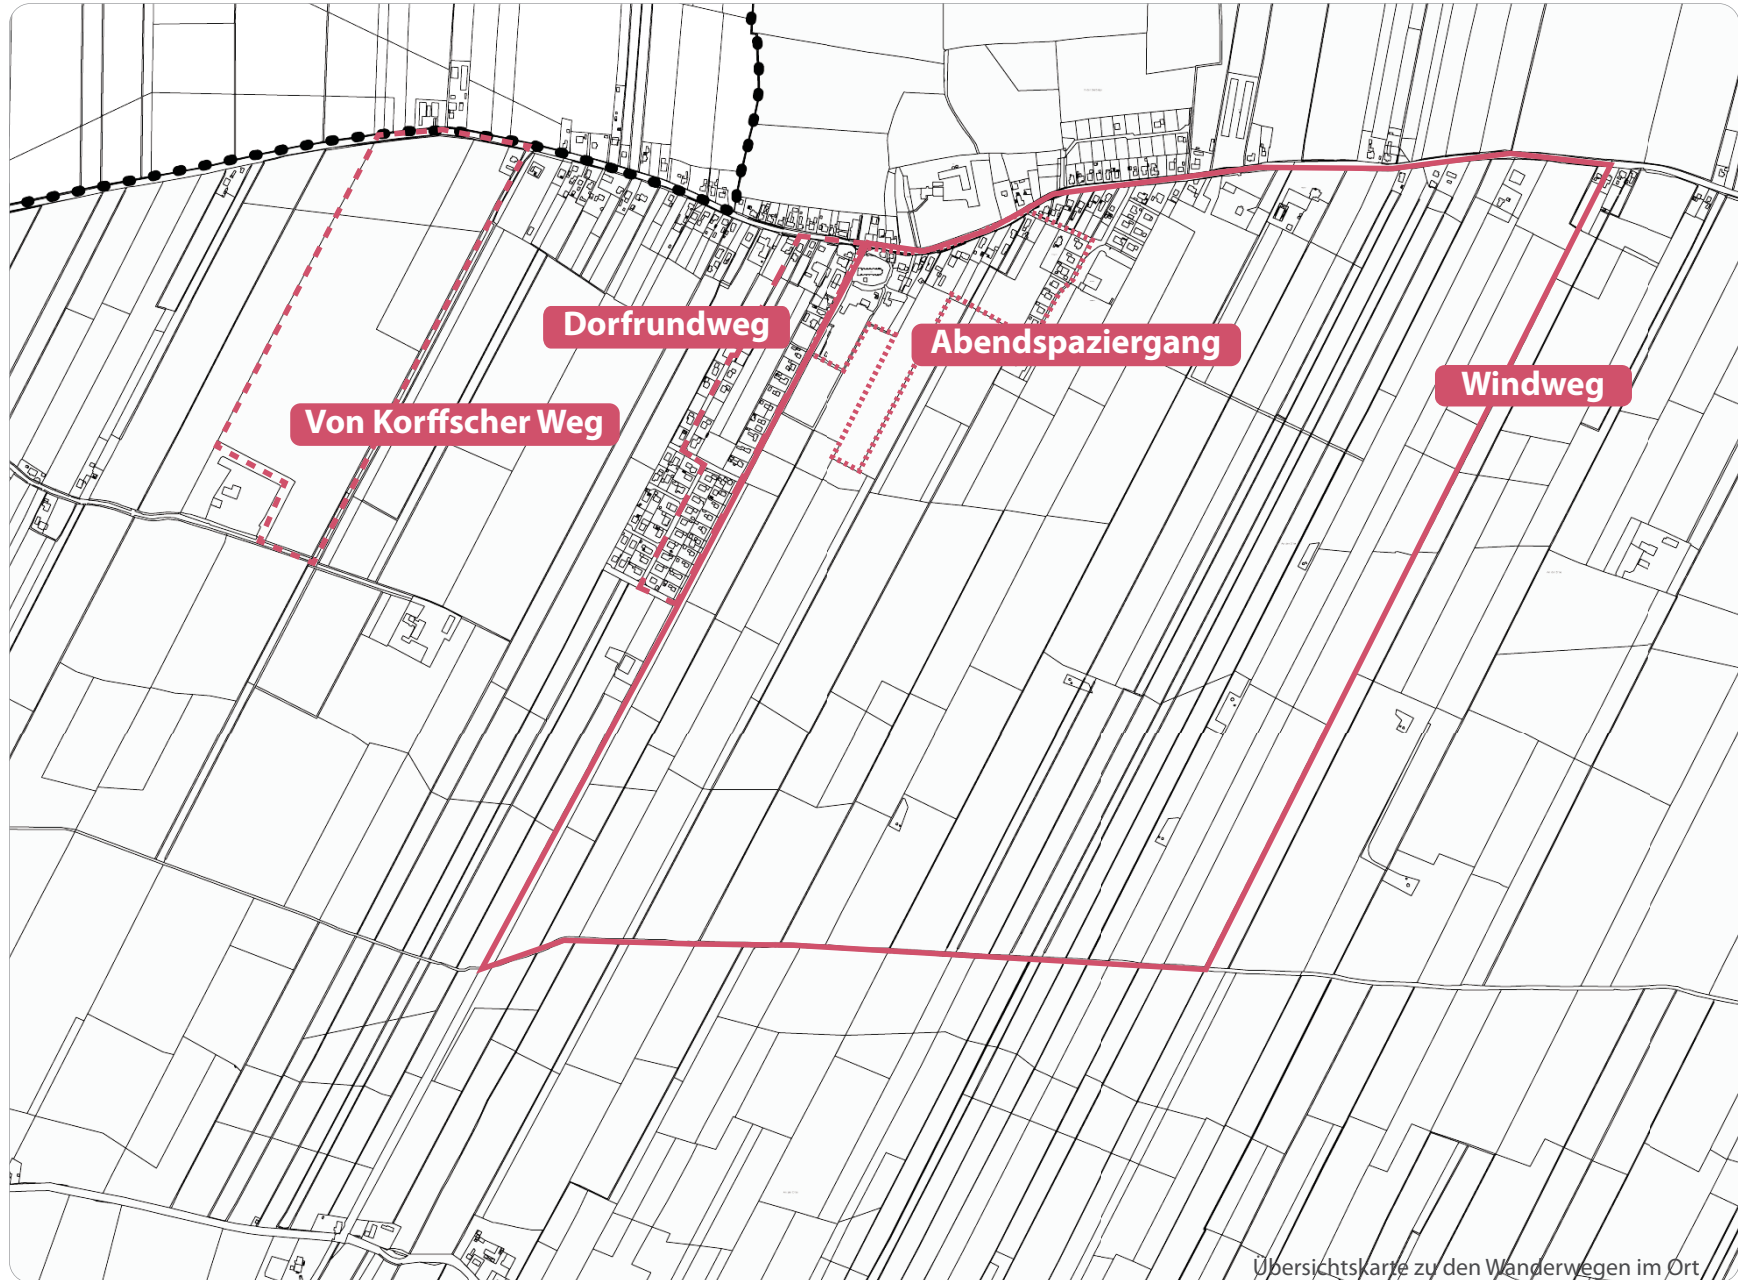 Dorfrundweg
Abendspaziergang
Windweg
Von Korffscher Weg
Übersichtskarte zu den Wanderwegen im Ort